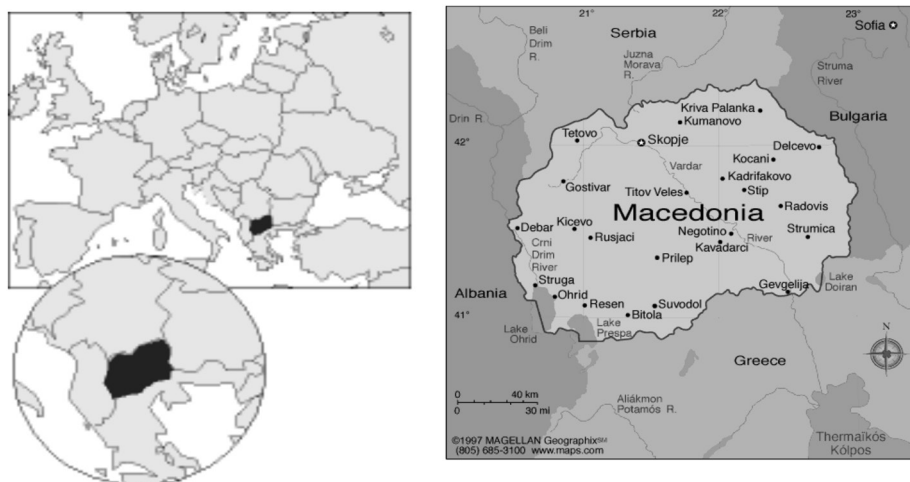 21
22
23
Sofia
Beli
Drim
R.
Serbia
Juzna
Morava
R.
Struma
River
Drin R.
Bulgaria
Kriva Palanka
Kumanovo
42
42
Tetovo
Skopje
Delcevo
Vardar
Kocani
Gostivar
Kadrifakovo
Titov Veles
Stip
Radovis
Macedonia
Debar
Kicevo
Rusjaci
Negotino
River
Strumica
Kavadarci
Crni
Drim
River
Prilep
Struga
Gevgelija
Lake
Doiran
Albania
Ohrid
Resen
Suvodol
Bitola
41
41
Lake
Ohrid
Lake
Prespa
N
Greece
0 40 km
0 30 mi
Aliákmon
Potamós R.
©1997 MAGELLAN Geographix℠
(805) 685-3100 www.maps.com
Thermaïkós
Kólpos